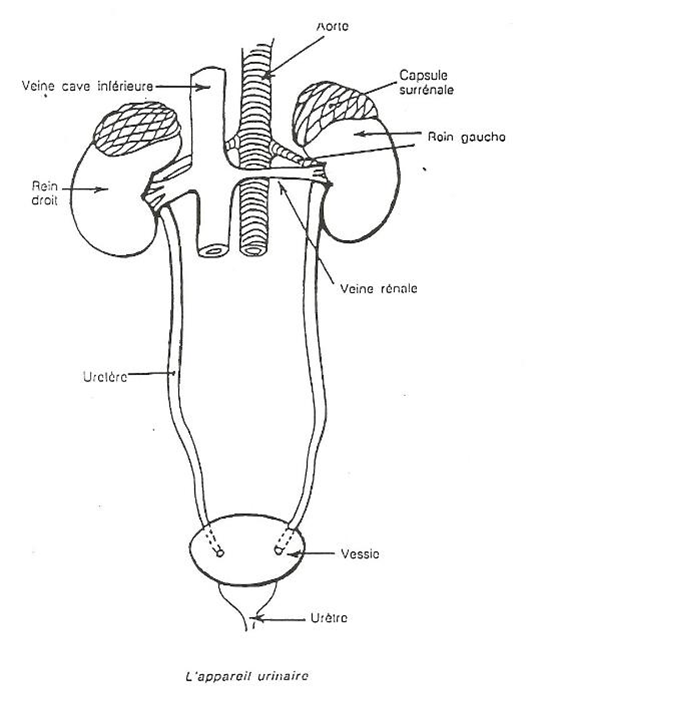 Aorte
Veine cave inférieure
Capsule
surrénale
Rein gauche
Rein
droit
Veine rénale
Uretère
Vessie
Urètre
L'appareil urinaire